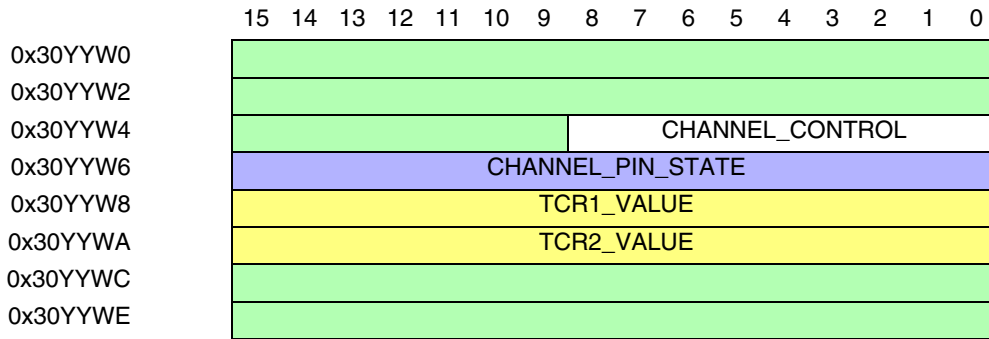 15 14 13 12 11 10 9 8 7 6 5 4 3 2 1 0
0x30YYW0
0x30YYW2
0x30YYW4 CHANNEL_CONTROL
0x30YYW6 CHANNEL_PIN_STATE
0x30YYW8 TCR1_VALUE
0x30YYWA TCR2_VALUE
0x30YYWC
0x30YYWE